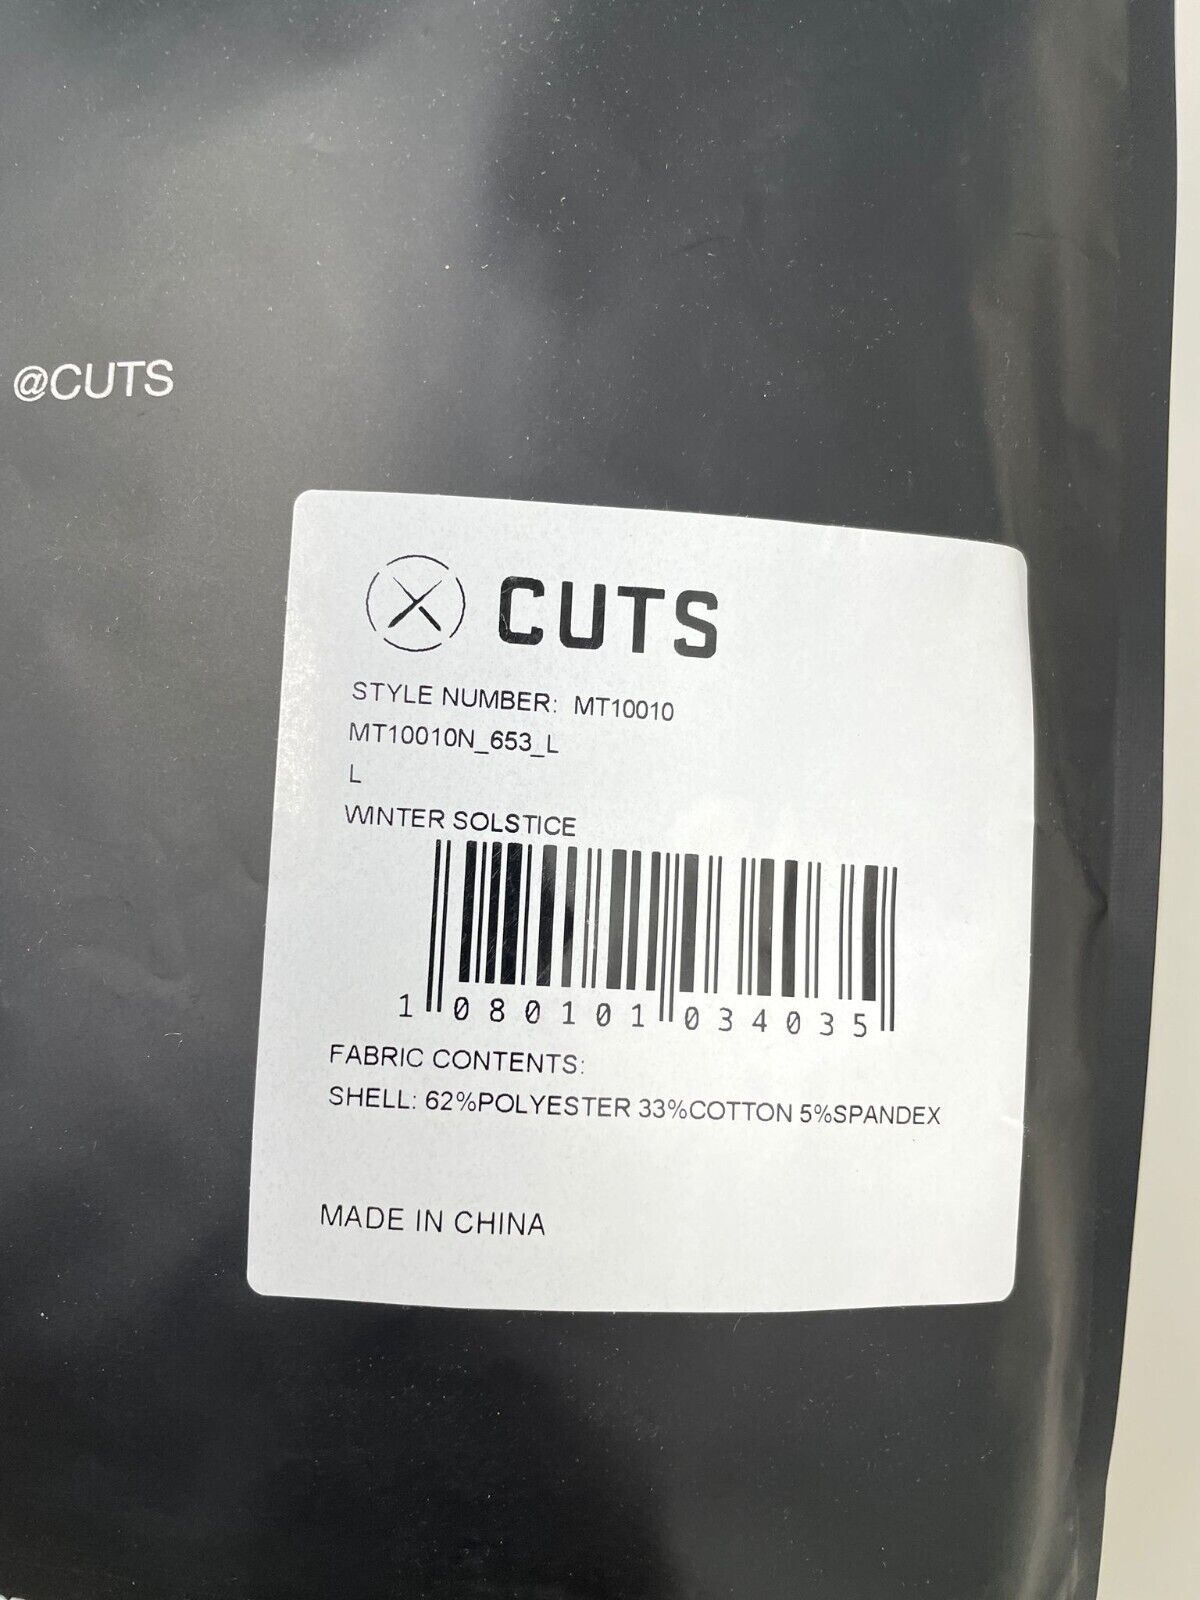 @CUTS
CUTS
STYLE NUMBER: MT10010
MT10010N_653_L
L
WINTER SOLSTICE
1 080101 034035
FABRIC CONTENTS:
SHELL: 62%POLYESTER 33%COTTON 5%SPANDEX
MADE IN CHINA